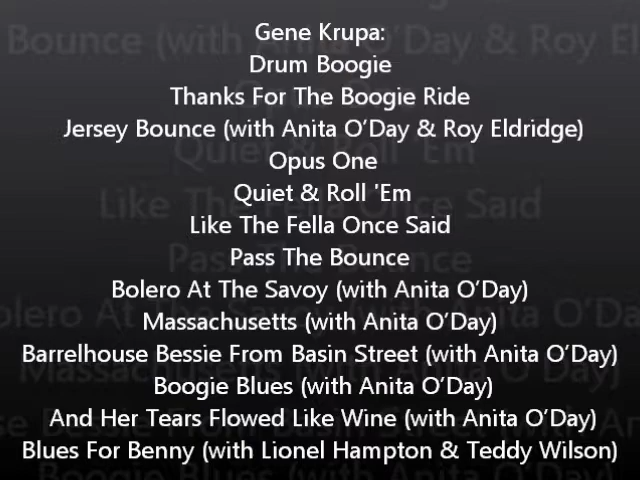 Gene Krupa:
Drum Boogie
Thanks For The Boogie Ride
Jersey Bounce (with Anita O’Day & Roy Eldridge)
Opus One
Quiet & Roll 'Em
Like The Fella Once Said
Pass The Bounce
Bolero At The Savoy (with Anita O’Day)
Massachusetts (with Anita O’Day)
Barrelhouse Bessie From Basin Street (with Anita O’Day)
Boogie Blues (with Anita O’Day)
And Her Tears Flowed Like Wine (with Anita O’Day)
Blues For Benny (with Lionel Hampton & Teddy Wilson)